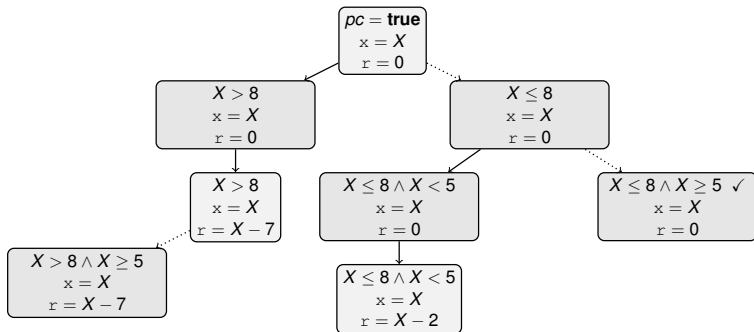 pc = true
x = X
r = 0
X > 8
x = X
r = 0
X ≤ 8
x = X
r = 0
X > 8
x = X
r = X − 7
X ≤ 8 ∧ X < 5
x = X
r = 0
X ≤ 8 ∧ X ≥ 5 ✓
x = X
r = 0
X > 8 ∧ X ≥ 5
x = X
r = X − 7
X ≤ 8 ∧ X < 5
x = X
r = X − 2